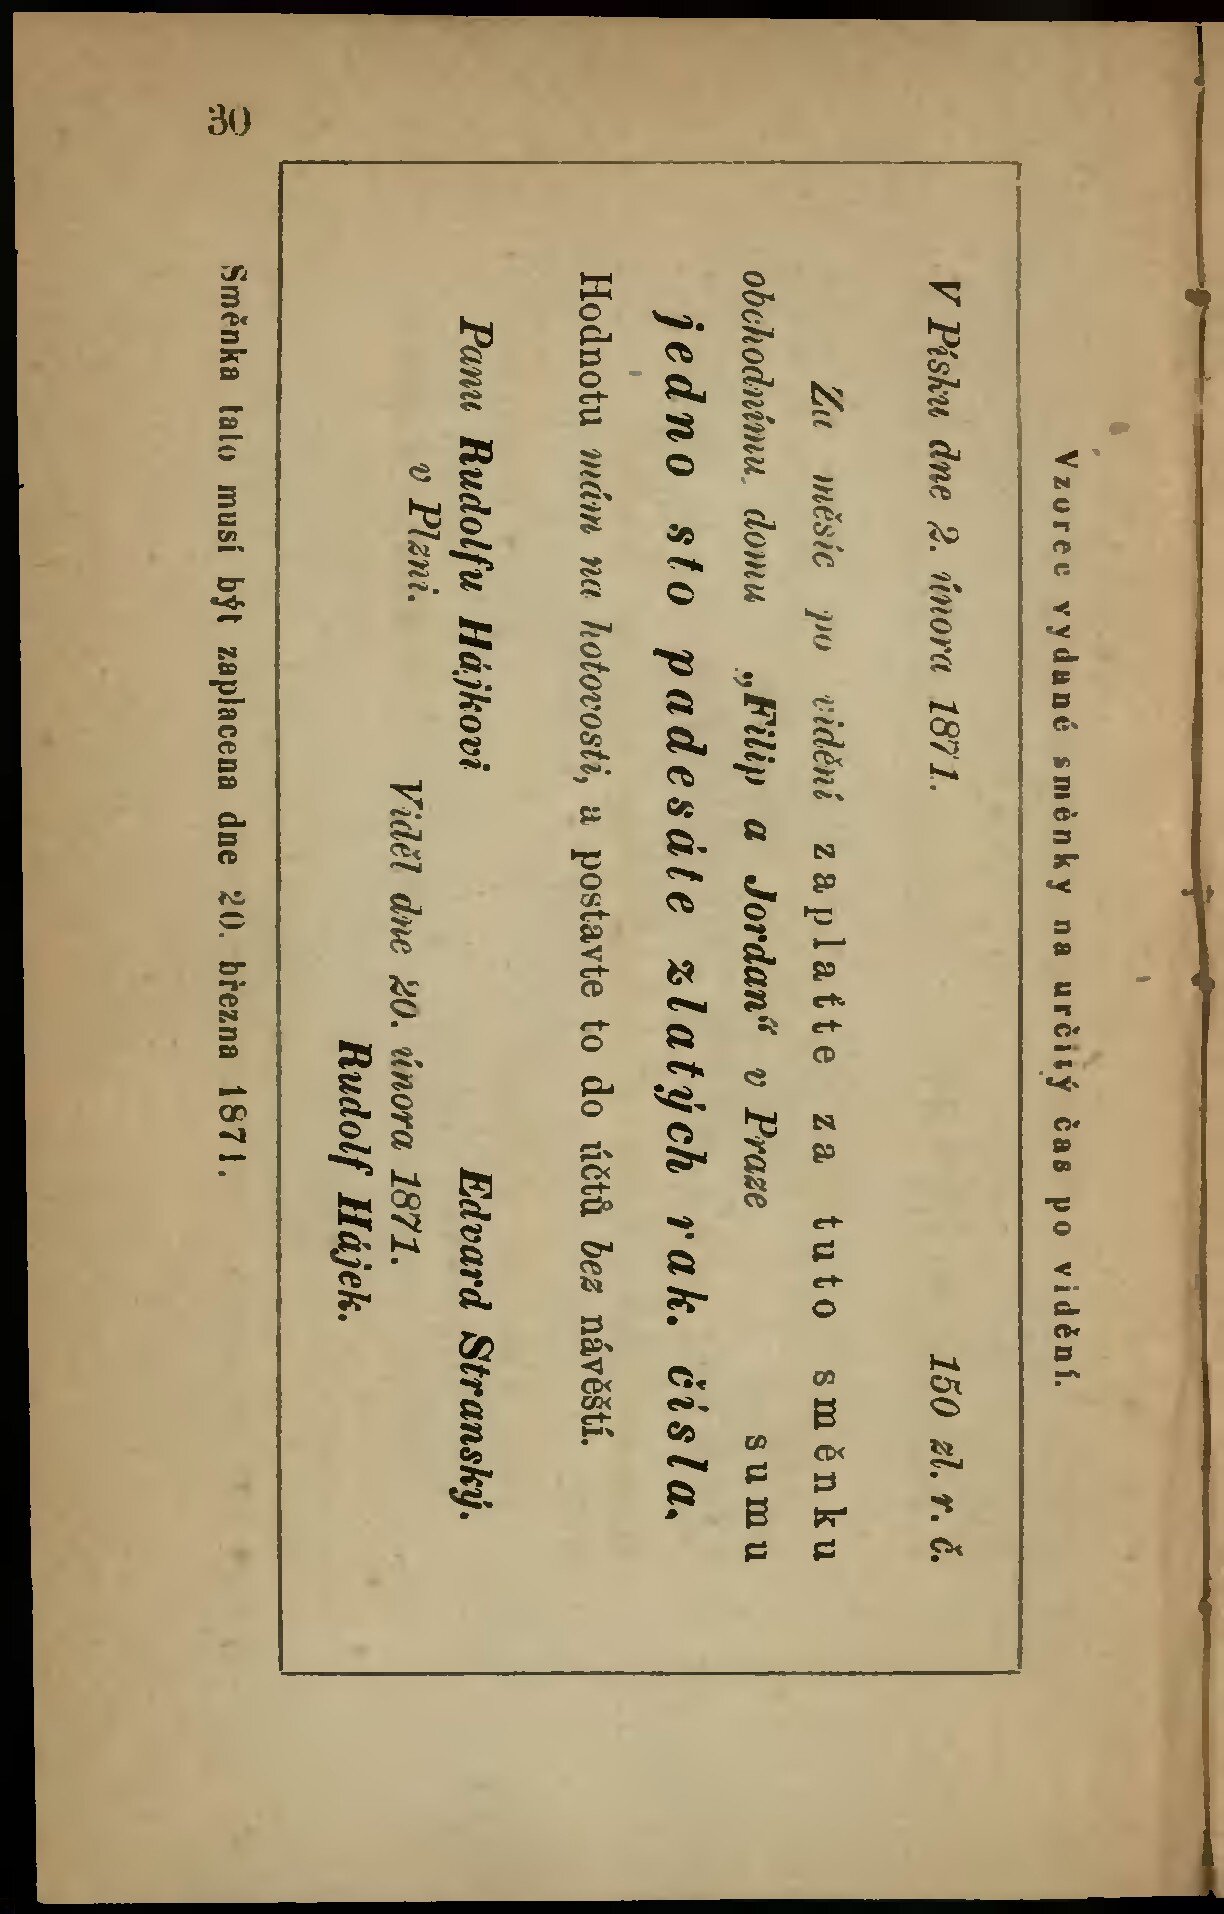 30
Vzorec vydané směnky na určitý čas po vidění.
V Písku dne 2. února 1871. 150 zl. r. č.
Za měsíc po vidění zaplaťte za tuto směnku
obchodnímu domu „Filip a Jordan“ v Praze sumu
jedno sto padesáte zlatých rak. čísla.
Hodnotu mám na hotovosti, a postavte to do účtů bez návěští.
Panu Rudolfu Hájkovi Edvard Stranský.
v Plzni.
Viděl dne 20. února 1871.
Rudolf Hájek.
Směnka tato musí být zaplacena dne 20. března 1871.